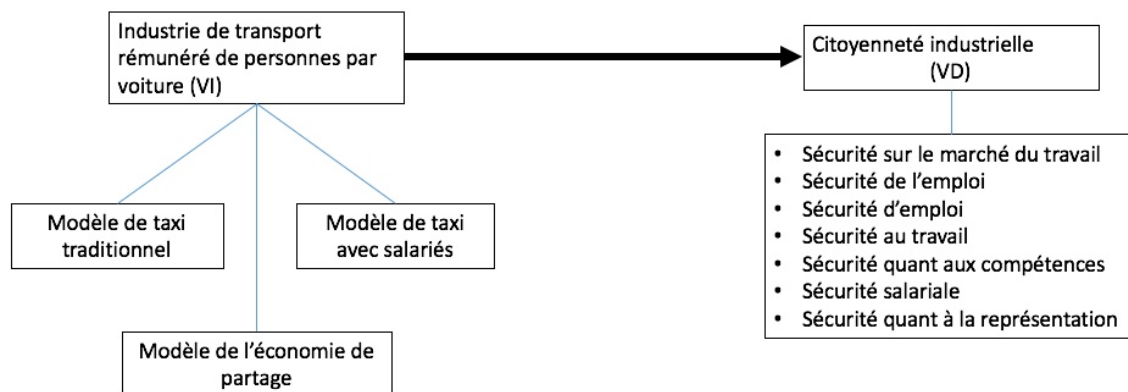 Industrie de transport
rémunéré de personnes par
voiture (VI)
Citoyenneté industrielle
(VD)
Modèle de taxi
traditionnel
Modèle de taxi
avec salariés
Modèle de l’économie de
partage
• Sécurité sur le marché du travail
• Sécurité de l’emploi
• Sécurité d’emploi
• Sécurité au travail
• Sécurité quant aux compétences
• Sécurité salariale
• Sécurité quant à la représentation